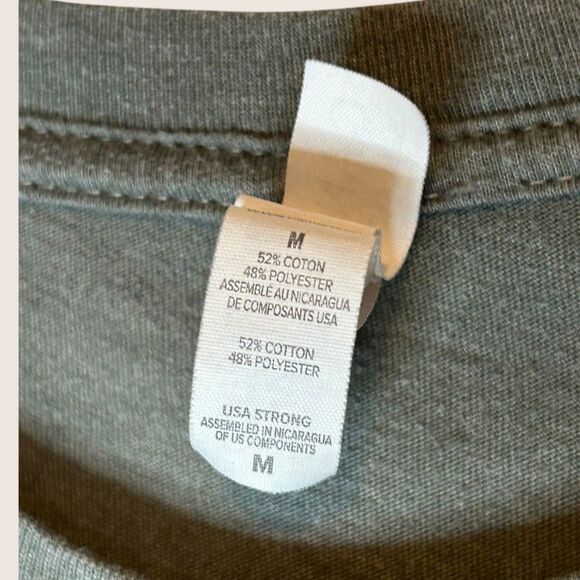 M
52% COTON
48% POLYESTER
ASSEMBLÉ AU NICARAGUA
DE COMPOSANTS USA
52% COTTON
48% POLYESTER
USA STRONG
ASSEMBLED IN NICARAGUA
OF US COMPONENTS
M